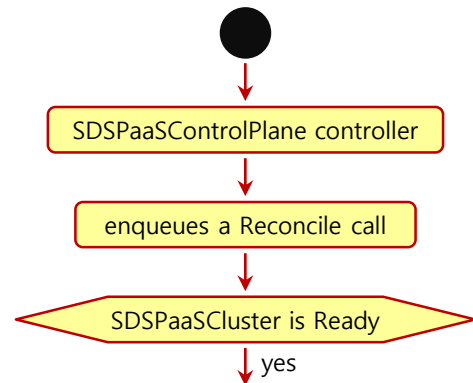 SDSPaaSControlPlane controller
enqueues a Reconcile call
SDSPaaSCluster is Ready
yes